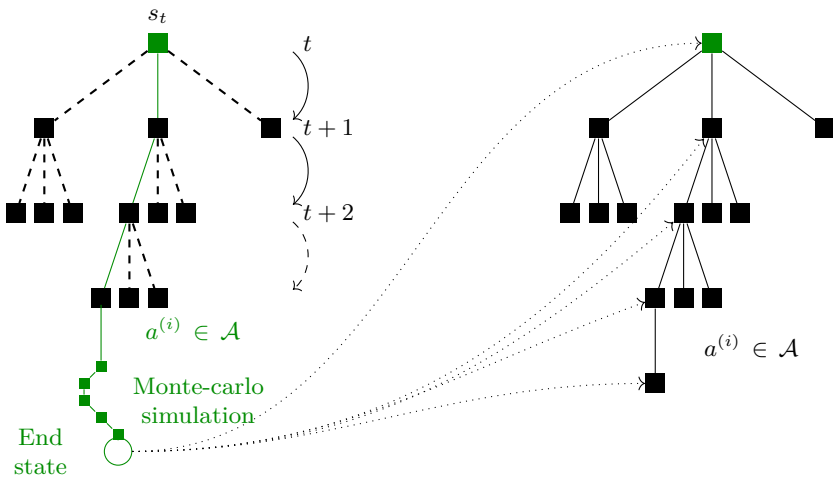 s_t
t
t + 1
t + 2
a^{(i)} ∈ 𝒜
Monte-carlo
simulation
End
state
a^{(i)} ∈ 𝒜